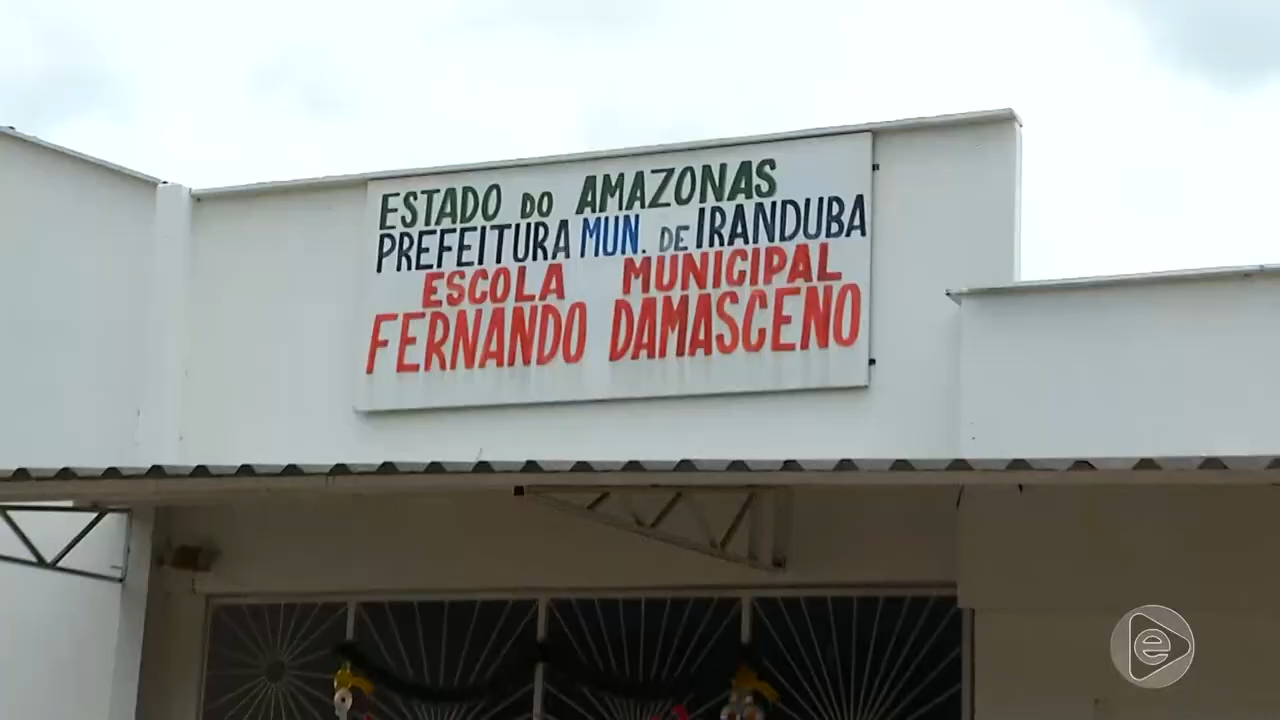 ESTADO DO AMAZONAS
PREFEITURA MUN. DE IRANDUBA
ESCOLA MUNICIPAL
FERNANDO DAMASCENO
e